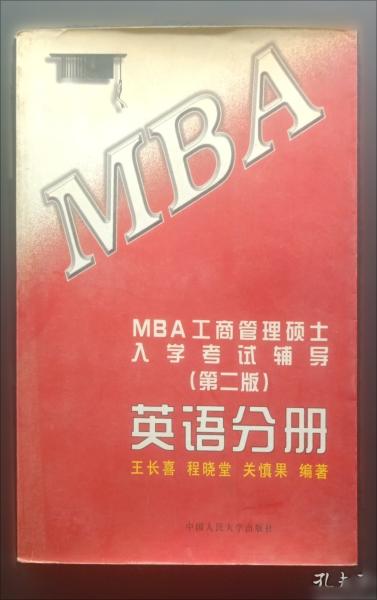 MBA
MBA工商管理硕士
入学考试辅导
(第二版)
英语分册
王长喜 程晓堂 关慎果 编著
中国人民大学出版社